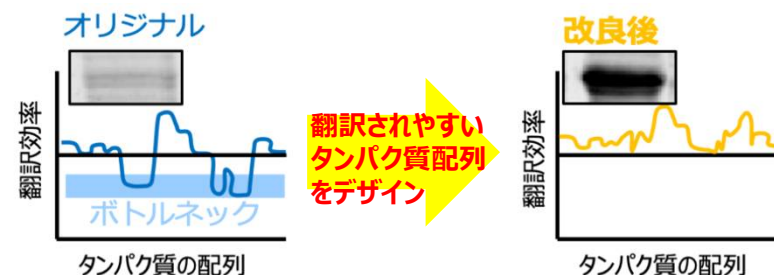 オリジナル
翻訳効率
ボトルネック
タンパク質の配列
翻訳されやすい
タンパク質配列
をデザイン
改良後
翻訳効率
タンパク質の配列